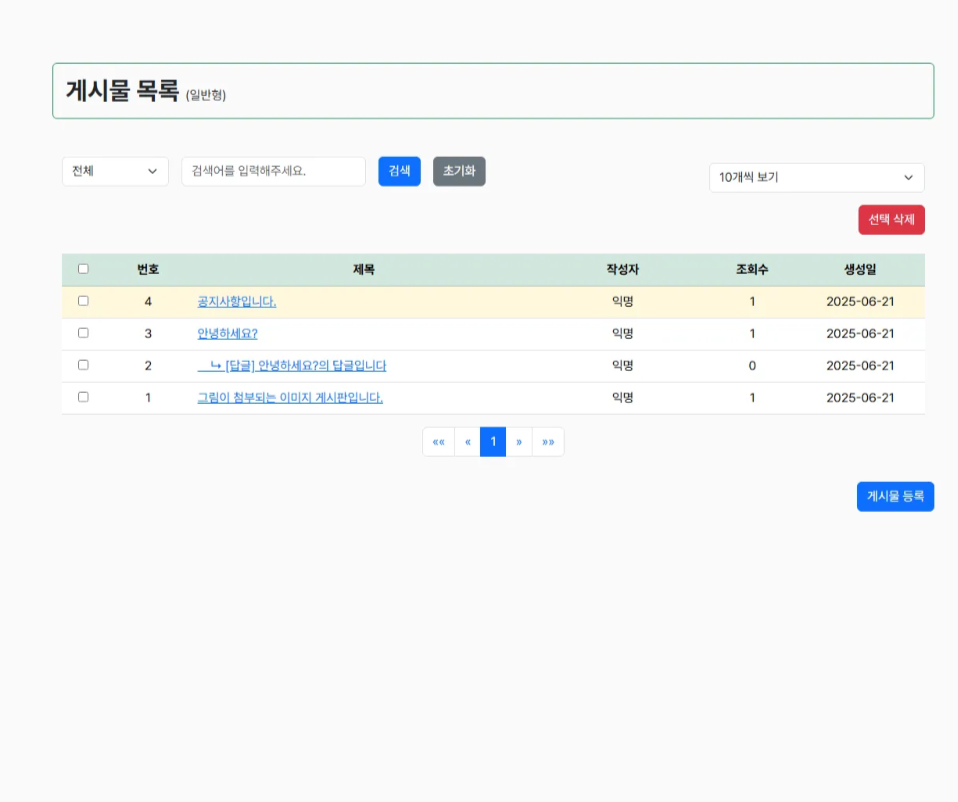 게시물 목록 (일반형)
전체 검색어를 입력해주세요. 검색 초기화 10개씩 보기
선택 삭제
번호 제목 작성자 조회수 생성일
4 공지사항입니다. 익명 1 2025-06-21
3 안녕하세요? 익명 1 2025-06-21
2 ↪ [답글] 안녕하세요?의 답글입니다 익명 0 2025-06-21
1 그림이 첨부되는 이미지 게시판입니다. 익명 1 2025-06-21
«« « 1 » »»
게시물 등록